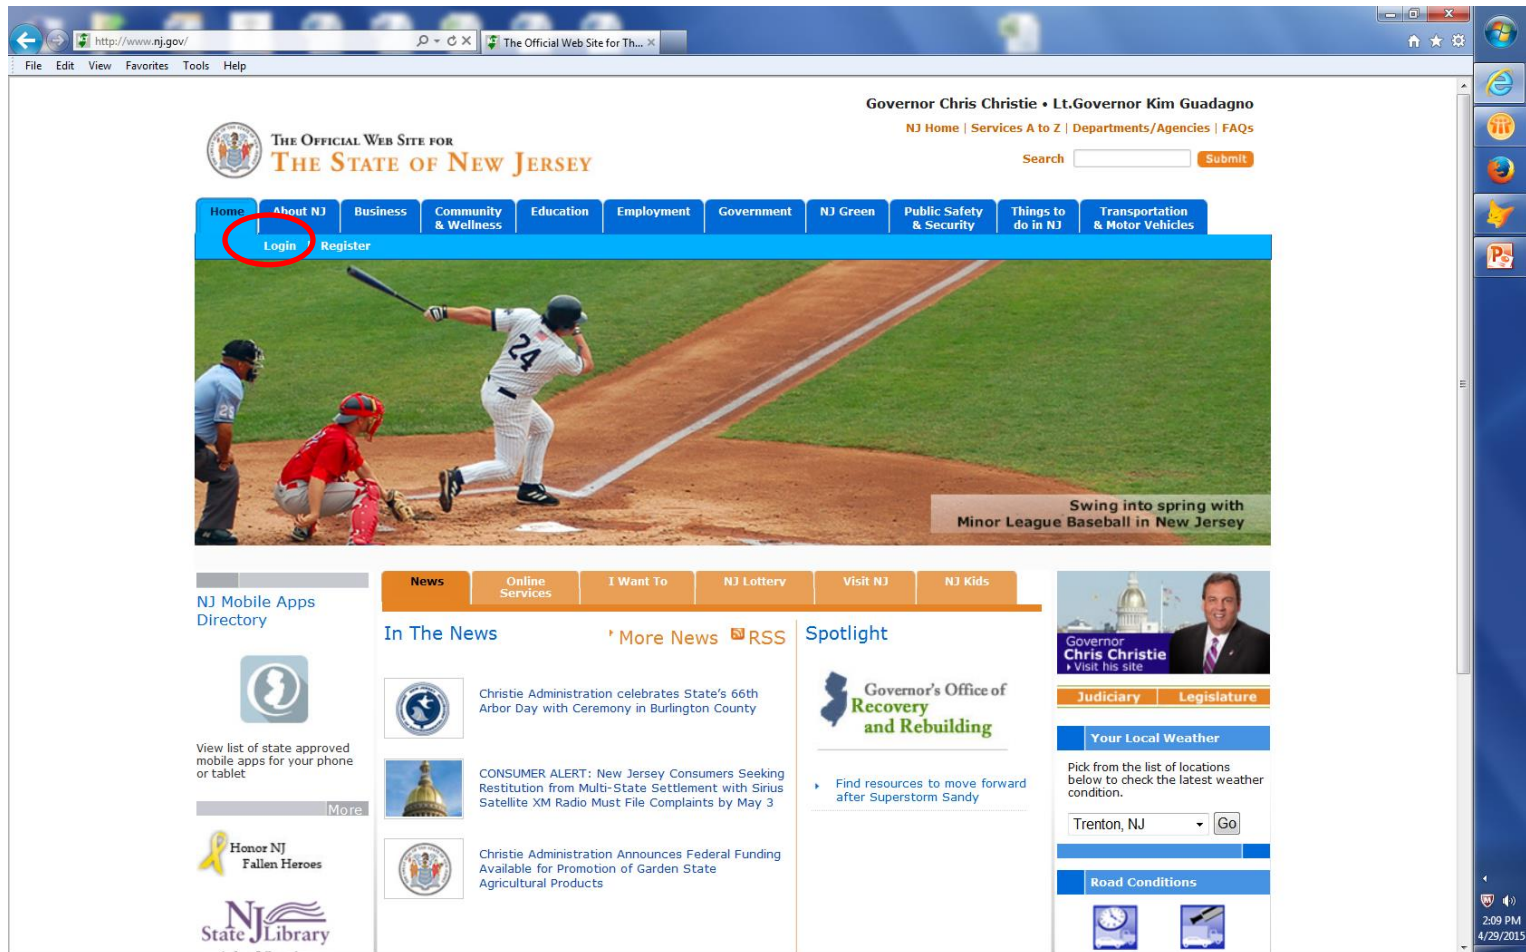 http://www.nj.gov/
The Official Web Site for Th...
File Edit View Favorites Tools Help
Governor Chris Christie • Lt.Governor Kim Guadagno
NJ Home | Services A to Z | Departments/Agencies | FAQs
THE OFFICIAL WEB SITE FOR
THE STATE OF NEW JERSEY
Search Submit
Home About NJ Business Community & Wellness Education Employment Government NJ Green Public Safety & Security Things to do in NJ Transportation & Motor Vehicles
Login Register
24
25
Swing into spring with
Minor League Baseball in New Jersey
News Online Services I Want To NJ Lottery Visit NJ NJ Kids
NJ Mobile Apps
Directory
View list of state approved
mobile apps for your phone
or tablet
More
Honor NJ
Fallen Heroes
NJ
State Library
In The News More News RSS
Christie Administration celebrates State's 66th
Arbor Day with Ceremony in Burlington County
CONSUMER ALERT: New Jersey Consumers Seeking
Restitution from Multi-State Settlement with Sirius
Satellite XM Radio Must File Complaints by May 3
Christie Administration Announces Federal Funding
Available for Promotion of Garden State
Agricultural Products
Spotlight
Governor's Office of
Recovery
and Rebuilding
Find resources to move forward
after Superstorm Sandy
Governor
Chris Christie
Visit his site
Judiciary Legislature
Your Local Weather
Pick from the list of locations
below to check the latest weather
condition.
Trenton, NJ Go
Road Conditions
2:09 PM
4/29/2015